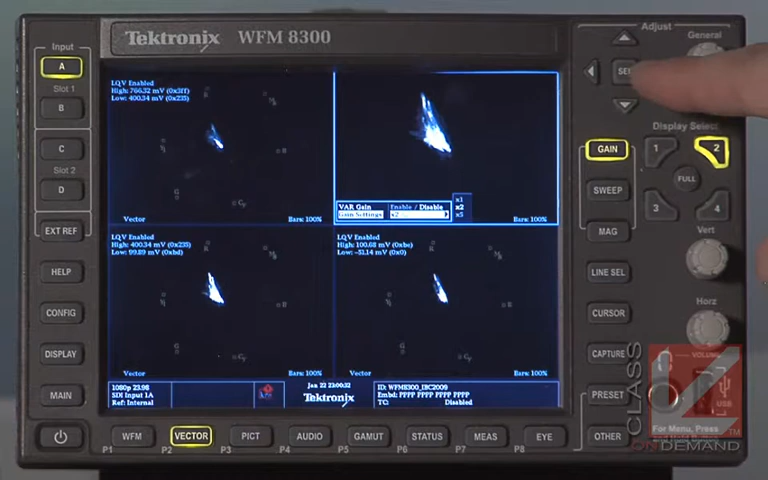 Tektronix WFM 8300
Input
A
Slot 1
B
C
Slot 2
D
EXT REF
HELP
CONFIG
DISPLAY
MAIN
LQV Enabled
High: 766.32 mV (0x3ff)
Low: 400.34 mV (0x235)
Vector
Bars: 100%
VAR Gain Enable / Disable
Gain Settings x2
x1
x2
x5
Bars: 100%
LQV Enabled
High: 400.34 mV (0x235)
Low: 99.89 mV (0xbd)
Vector
Bars: 100%
LQV Enabled
High: 100.68 mV (0xbe)
Low: -51.14 mV (0x0)
Vector
Bars: 100%
1080p 23.98
SDI Input 1A
Ref: Internal
Jan 22 23:00:32
Tektronix
ID: WFM8300_IBC2009
Embd: PPPP PPPP PPPP PPPP
TC: Disabled
Adjust
General
SEL
Display Select
GAIN
1
2
FULL
3
4
SWEEP
MAG
Vert
LINE SEL
Horz
CURSOR
CAPTURE
VOLUME
PRESET
USB
For Menu, Press
OTHER
WFM
VECTOR
PICT
AUDIO
GAMUT
STATUS
MEAS
EYE
P1
P2
P3
P4
P5
P6
P7
P8
CLASS
ON DEMAND
TM